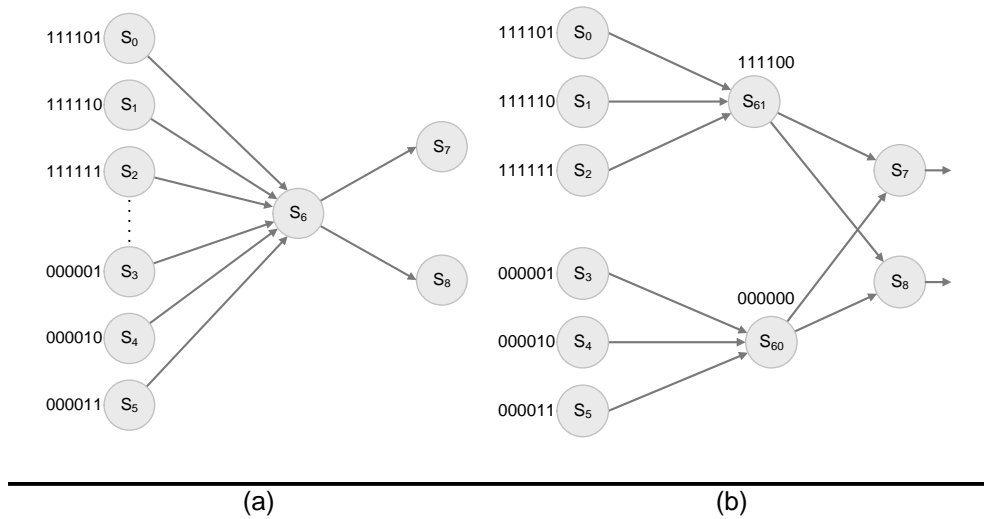 111101 S₀
111110 S₁
111111 S₂
000001 S₃
000010 S₄
000011 S₅
S₆
S₇
S₈
(a)
111101 S₀
111110 S₁
111111 S₂
000001 S₃
000010 S₄
000011 S₅
111100
S₆₁
000000
S₆₀
S₇
S₈
(b)